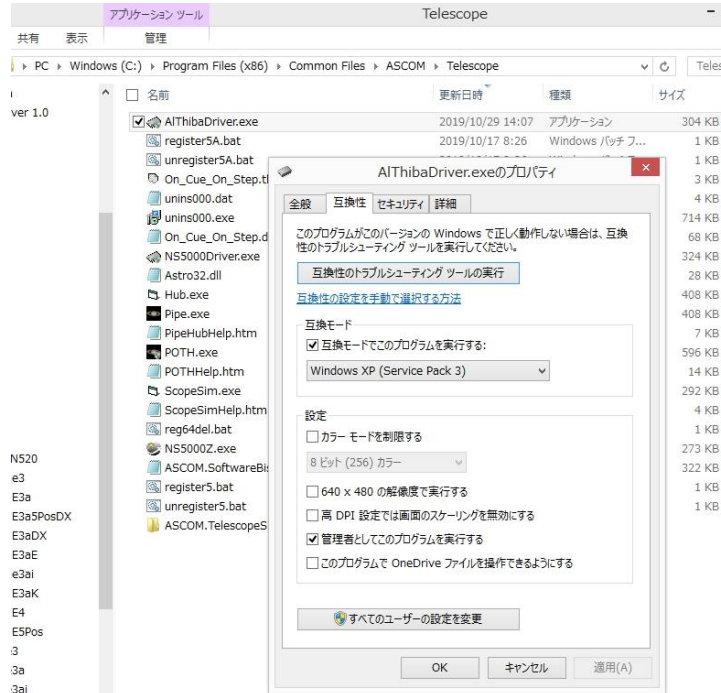 アプリケーション ツール
Telescope
共有
表示
管理
PC
Windows (C:)
Program Files (x86)
Common Files
ASCOM
Telescope
名前
更新日時
種類
サイズ
ver 1.0
AlThibaDriver.exe
2019/10/29 14:07
アプリケーション
304 KB
register5A.bat
2019/10/17 8:26
Windows バッチ フ...
1 KB
unregister5A.bat
1 KB
On_Cue_On_Step.tl
3 KB
unins000.dat
4 KB
unins000.exe
714 KB
On_Cue_On_Step.d
68 KB
NS5000Driver.exe
324 KB
Astro32.dll
28 KB
Hub.exe
408 KB
Pipe.exe
408 KB
PipeHubHelp.htm
7 KB
POTH.exe
596 KB
POTHHelp.htm
14 KB
ScopeSim.exe
292 KB
ScopeSimHelp.htm
4 KB
reg64del.bat
1 KB
NS5000Z.exe
273 KB
ASCOM.SoftwareBi
322 KB
register5.bat
1 KB
unregister5.bat
1 KB
ASCOM.TelescopeS
N520
e3
E3a
E3a5PosDX
E3aDX
E3aE
e3ai
E3aK
E4
E5Pos
AlThibaDriver.exeのプロパティ
全般
互換性
セキュリティ
詳細
このプログラムがこのバージョンの Windows で正しく動作しない場合は、互換
性のトラブルシューティング ツールを実行してください。
互換性のトラブルシューティング ツールの実行
互換性の設定を手動で選択する方法
互換モード
互換モードでこのプログラムを実行する:
Windows XP (Service Pack 3)
設定
カラー モードを制限する
8 ビット (256) カラー
640 x 480 の解像度で実行する
高 DPI 設定では画面のスケーリングを無効にする
管理者としてこのプログラムを実行する
このプログラムで OneDrive ファイルを操作できるようにする
すべてのユーザーの設定を変更
OK
キャンセル
適用(A)